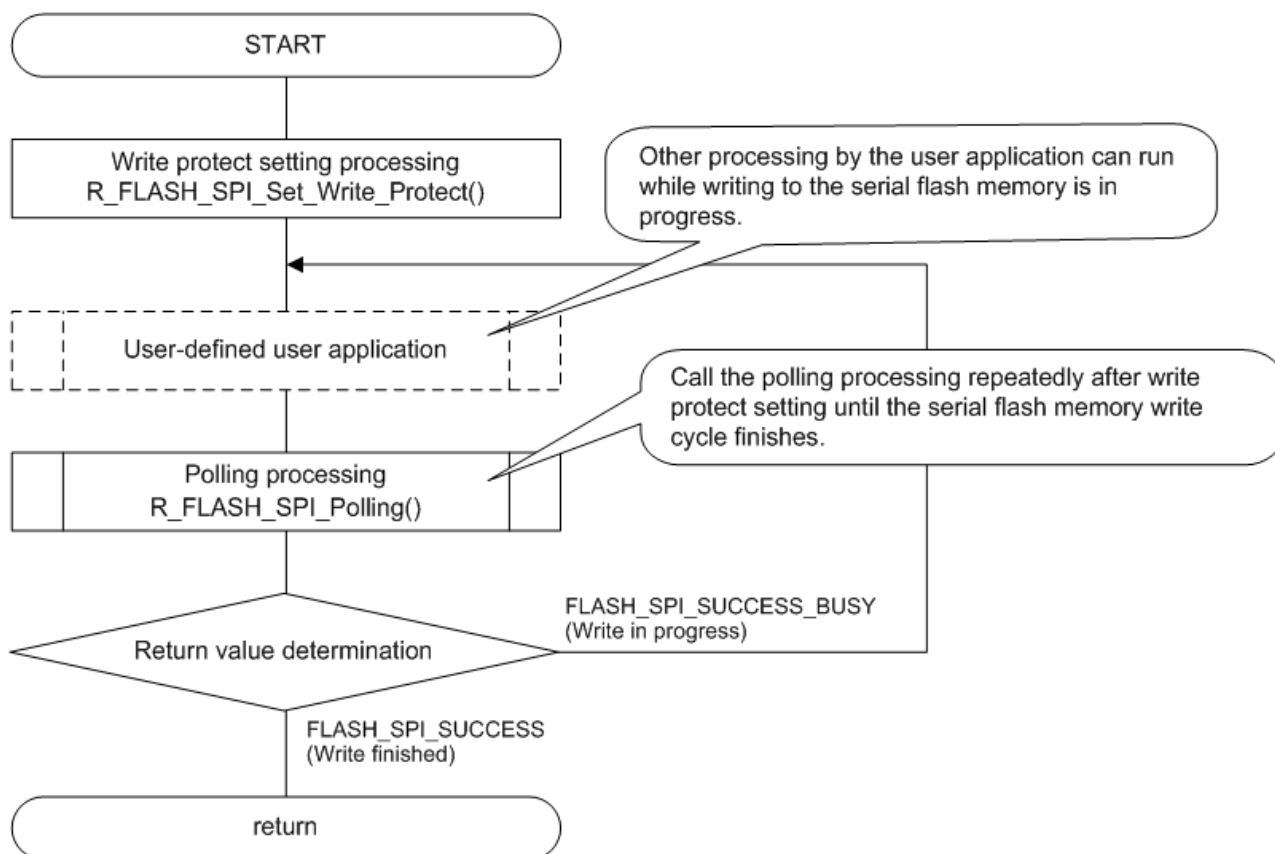 START
Write protect setting processing
R_FLASH_SPI_Set_Write_Protect()
Other processing by the user application can run
while writing to the serial flash memory is in
progress.
User-defined user application
Call the polling processing repeatedly after write
protect setting until the serial flash memory write
cycle finishes.
Polling processing
R_FLASH_SPI_Polling()
FLASH_SPI_SUCCESS_BUSY
(Write in progress)
Return value determination
FLASH_SPI_SUCCESS
(Write finished)
return